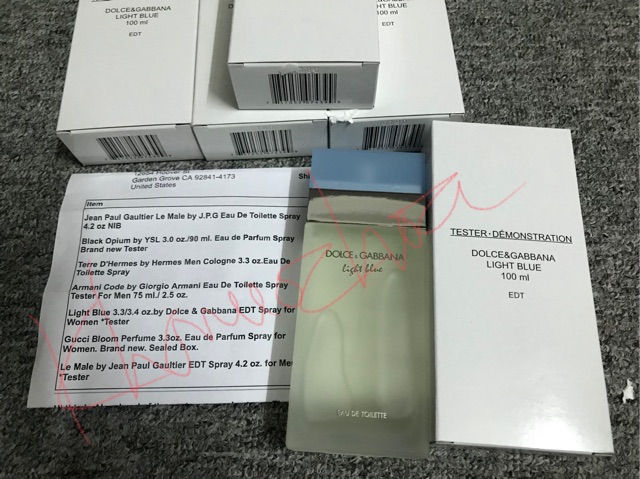 DOLCE&GABBANA
LIGHT BLUE
100 ml
EDT
GABBANA
HT BLUE
ml
EDT
Garden Grove CA 92841-4173
United States
Item
Jean Paul Gaultier Le Male by J.P.G Eau De Toilette Spray
4.2 oz NIB
Black Opium by YSL 3.0 oz./90 ml. Eau de Parfum Spray
Brand new Tester
Terre D'Hermes by Hermes Men Cologne 3.3 oz.Eau De
Toilette Spray
Armani Code by Giorgio Armani Eau De Toilette Spray
Tester For Men 75 ml./ 2.5 oz.
Light Blue 3.3/3.4 oz.by Dolce & Gabbana EDT Spray for
Women *Tester
Gucci Bloom Perfume 3.3oz. Eau de Parfum Spray for
Women. Brand new. Sealed Box.
Le Male by Jean Paul Gaultier EDT Spray 4.2 oz. for Men
*Tester
DOLCE & GABBANA
light blue
EAU DE TOILETTE
TESTER-DÉMONSTRATION
DOLCE&GABBANA
LIGHT BLUE
100 ml
EDT